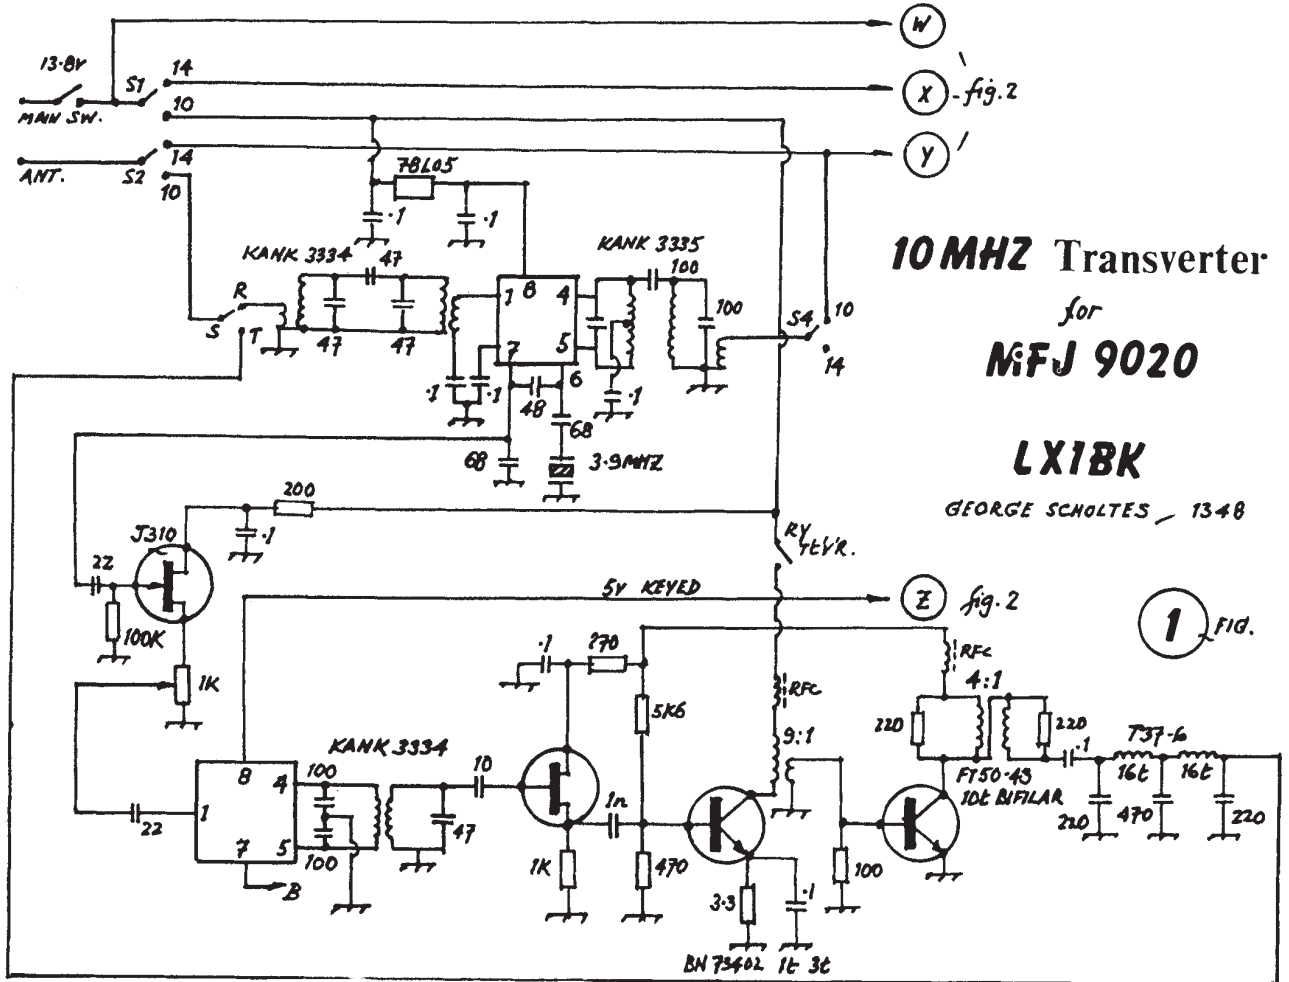 W
13.8V
S1
14
X
fig.2
MAIN SW.
10
14
Y
ANT.
S2
10
78L05
.1
.1
KANK 3334
47
KANK 3335
100
10 MHZ Transverter
for
MFJ 9020
R
S
T
1
8
4
5
7
6
47
47
100
S4
10
14
.1
.1
48
.1
68
68
3.9MHZ
LX1BK
GEORGE SCHOLTES 1348
200
J310
.1
RY
22
5V KEYED
Z
fig.2
100K
1
FID.
1K
.1
270
RFC
RFC
4:1
5K6
220
220
KANK 3334
9:1
T37-6
.1
8
4
100
10
16t
16t
FT50-43
10t BIFILAR
1
22
7
5
100
47
1n
220
470
220
B
1K
470
100
3.3
.1
BN 73402 1t 3t